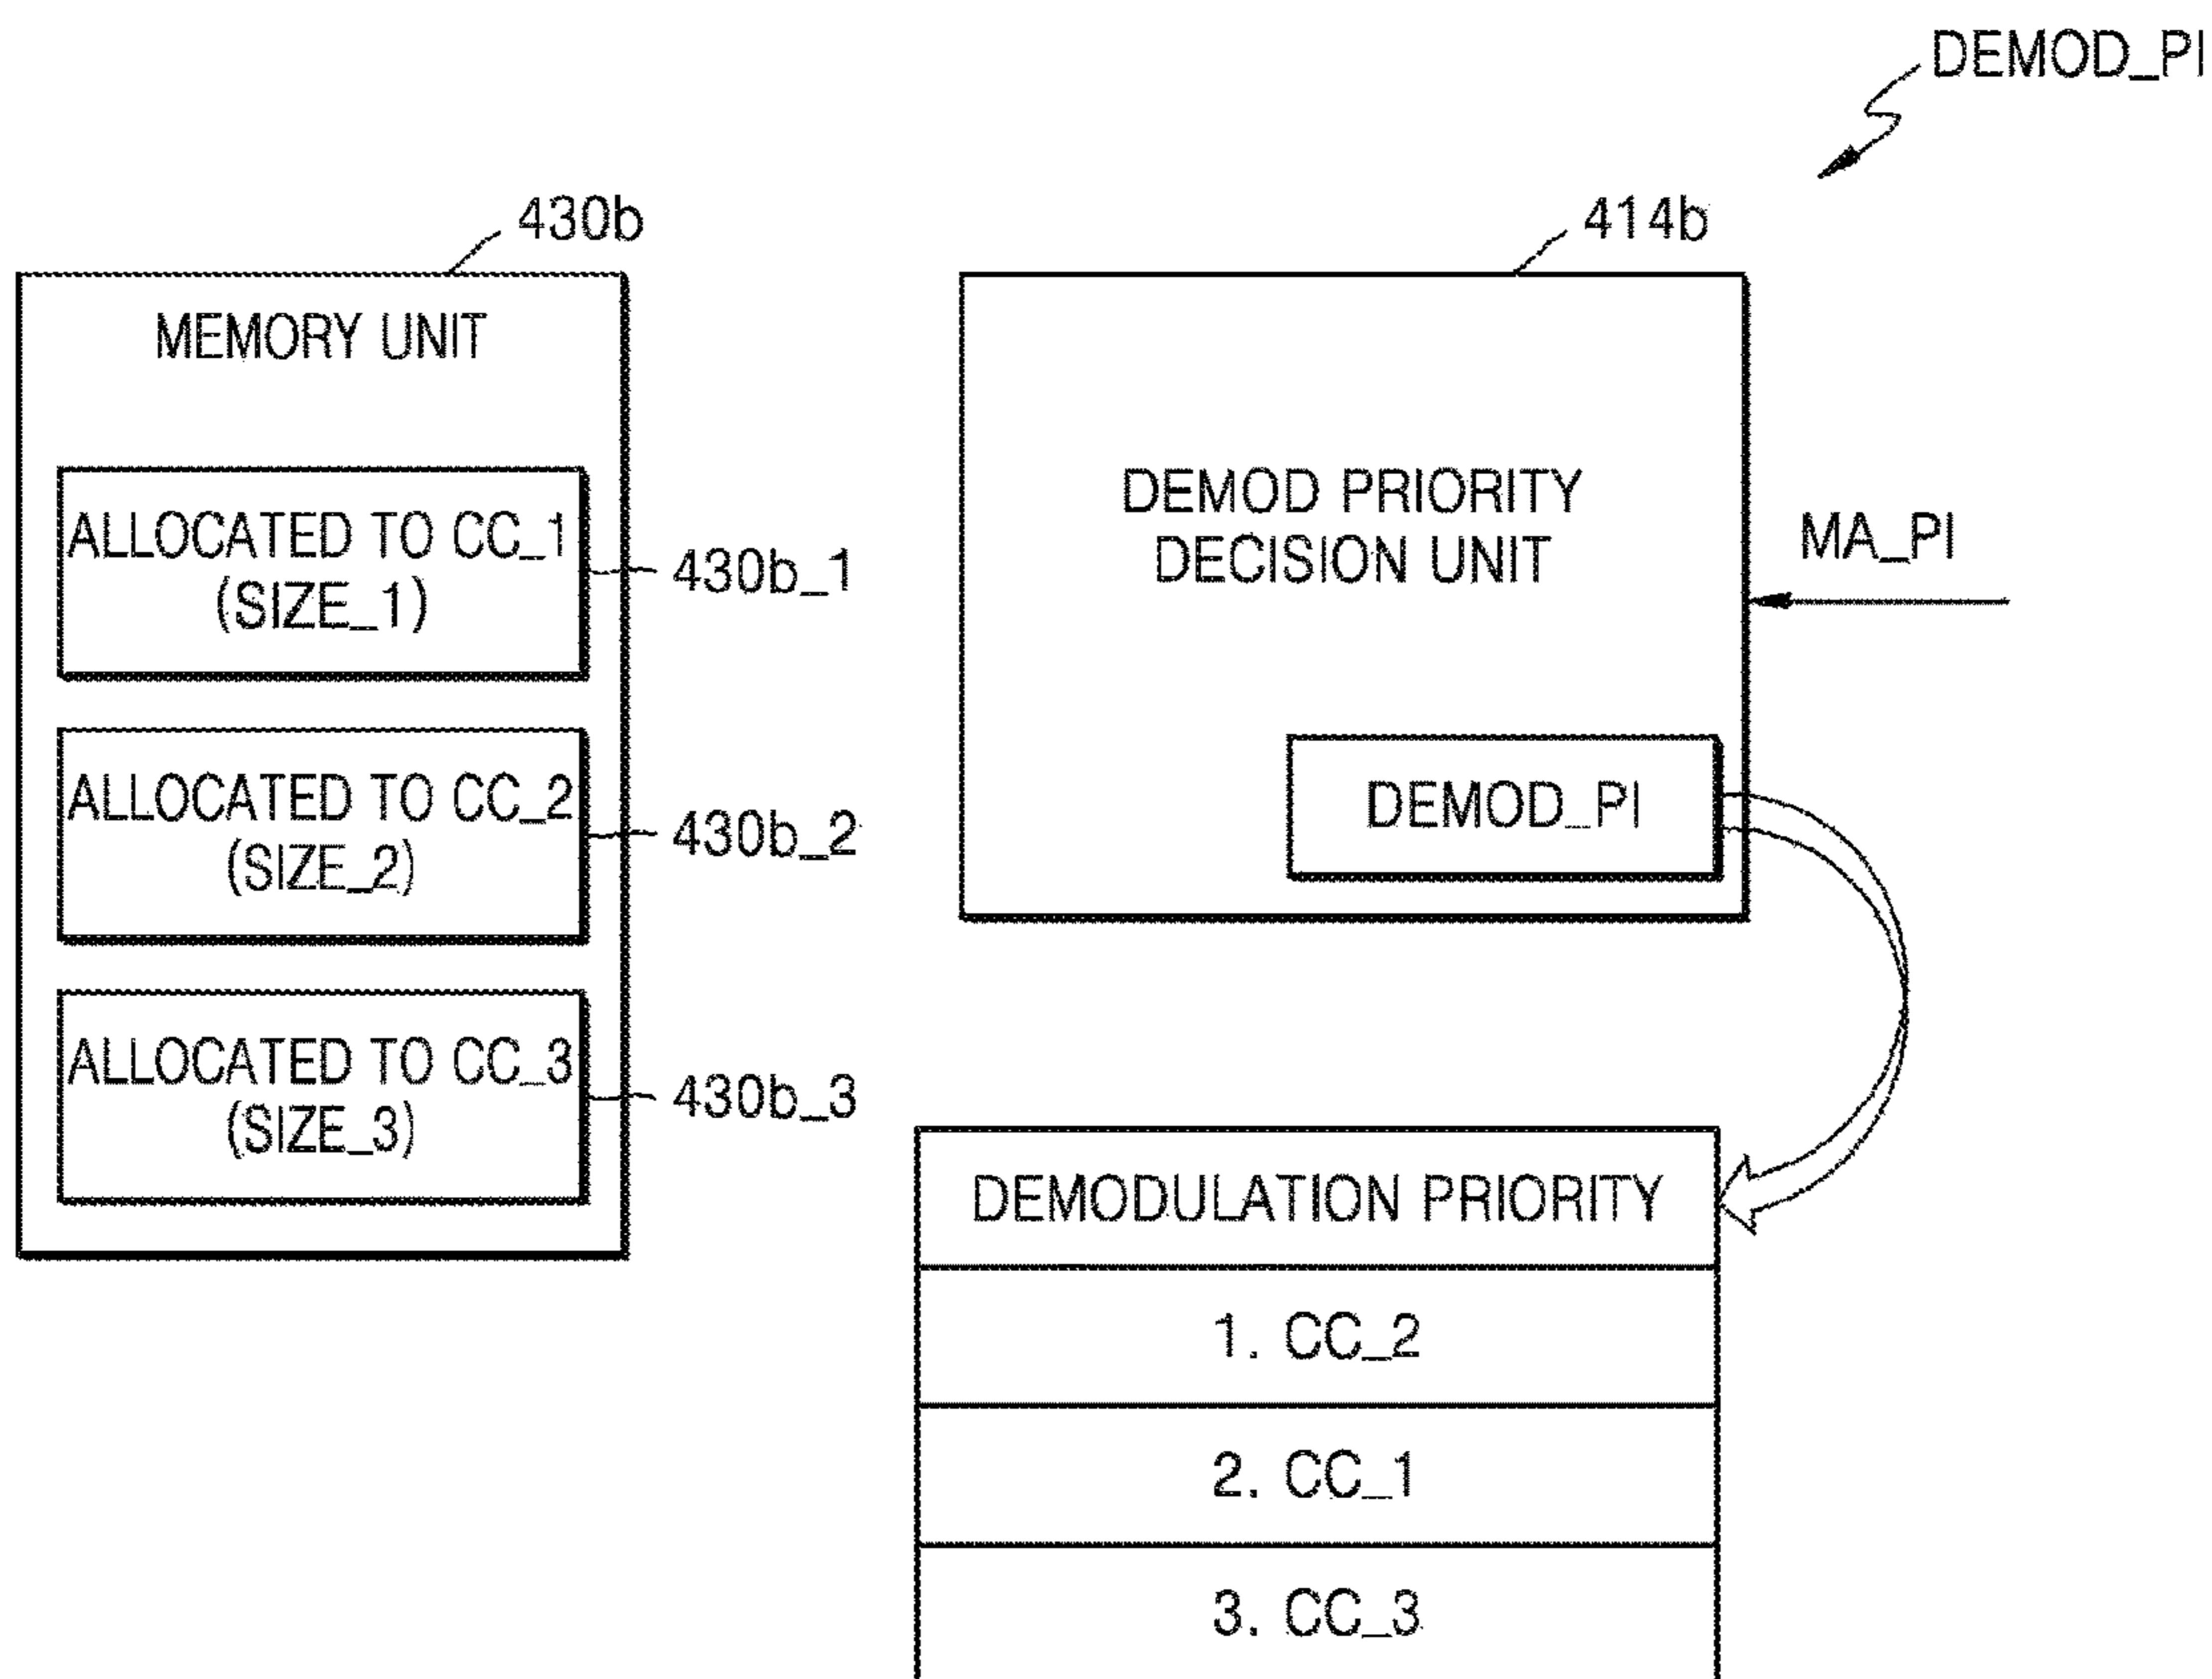 DEMOD_PI
430b
MEMORY UNIT
ALLOCATED TO CC_1
(SIZE_1)
430b_1
ALLOCATED TO CC_2
(SIZE_2)
430b_2
ALLOCATED TO CC_3
(SIZE_3)
430b_3
414b
DEMOD PRIORITY
DECISION UNIT
MA_PI
DEMOD_PI
DEMODULATION PRIORITY
1. CC_2
2. CC_1
3. CC_3